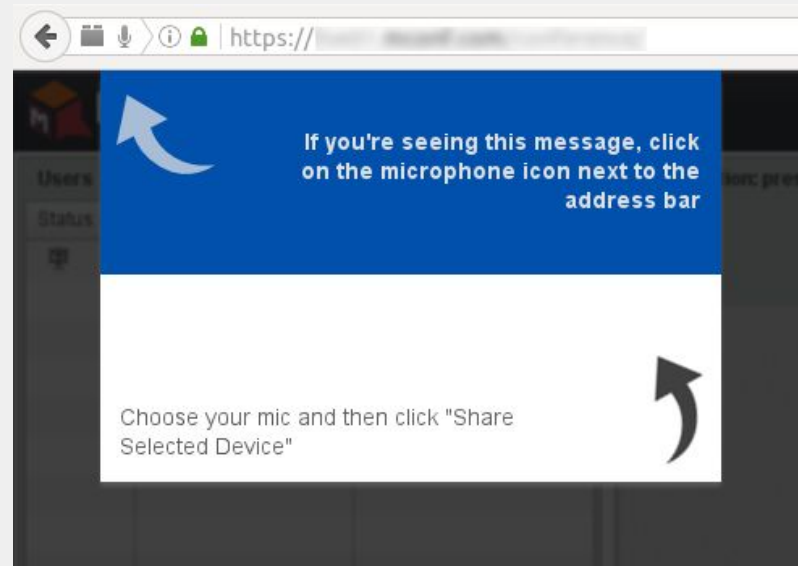 https://
If you're seeing this message, click
on the microphone icon next to the
address bar
Users
Status
Choose your mic and then click "Share
Selected Device"